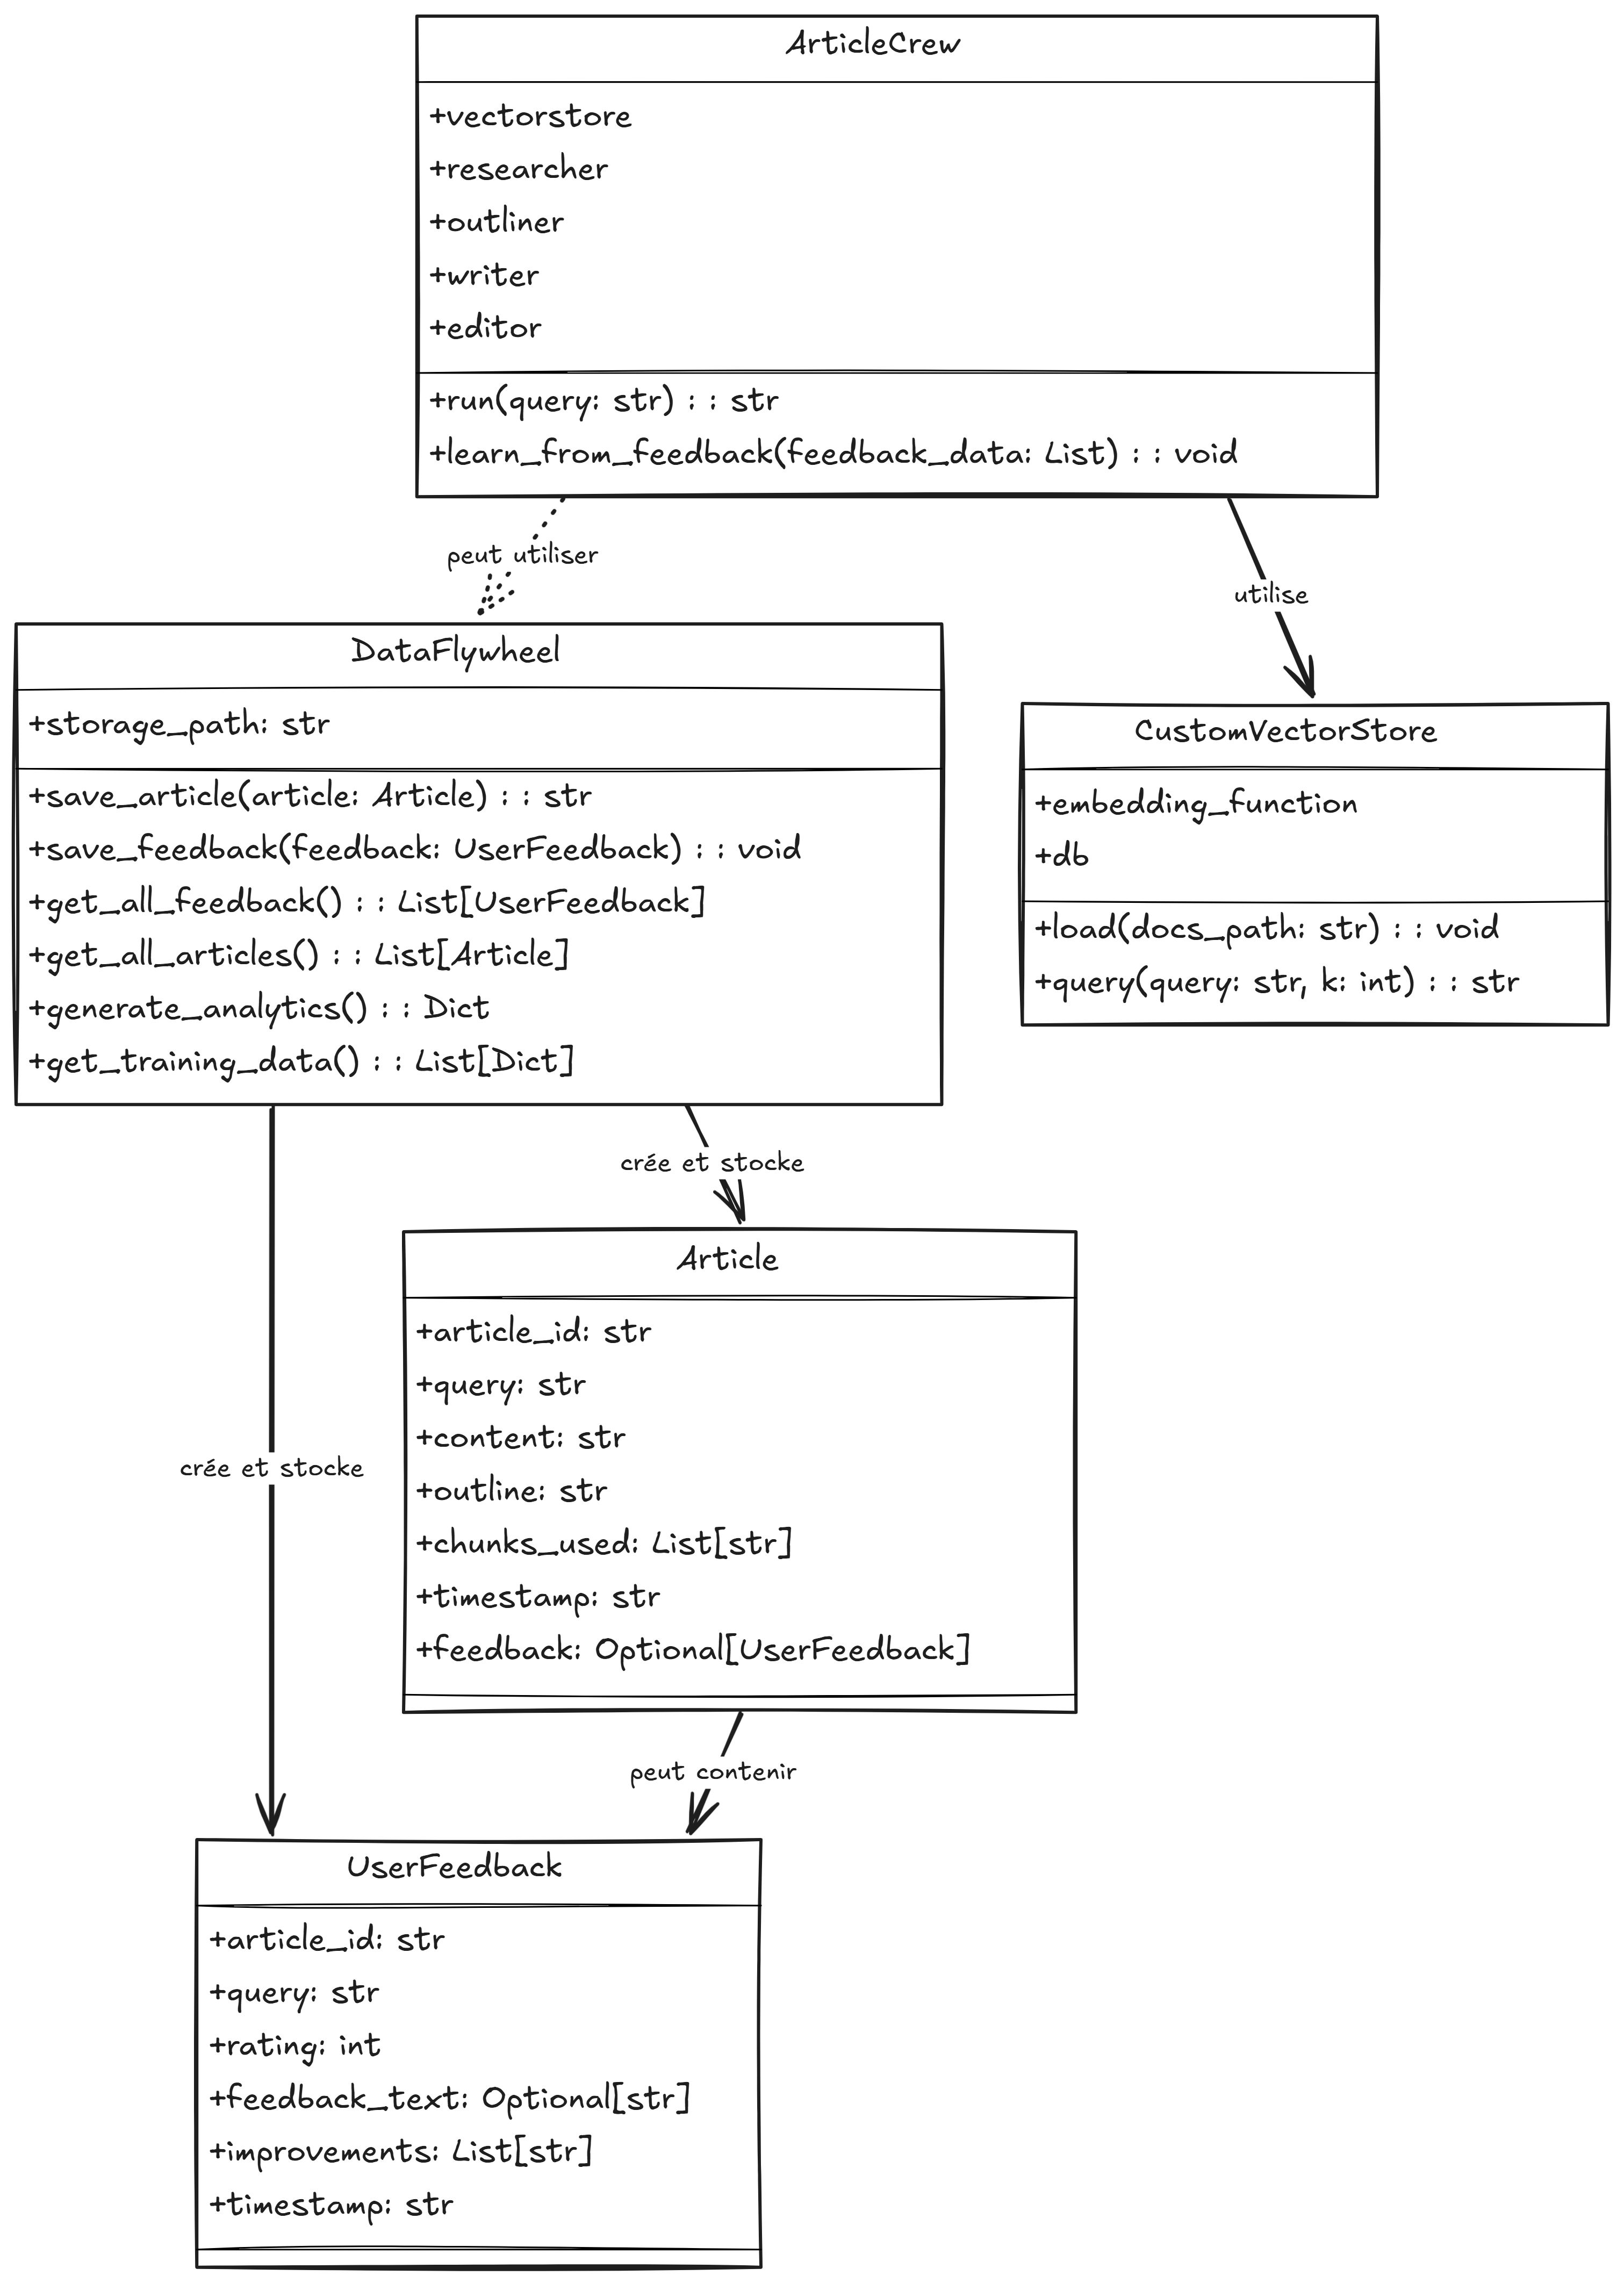 ArticleCrew
+vectorstore
+researcher
+outliner
+writer
+editor
+run(query: str) : : str
+learn_from_feedback(feedback_data: List) : : void
peut utiliser
utilise
DataFlywheel
+storage_path: str
+save_article(article: Article) : : str
+save_feedback(feedback: UserFeedback) : : void
+get_all_feedback() : : List[UserFeedback]
+get_all_articles() : : List[Article]
+generate_analytics() : : Dict
+get_training_data() : : List[Dict]
CustomVectorStore
+embedding_function
+db
+load(docs_path: str) : : void
+query(query: str, k: int) : : str
crée et stocke
Article
+article_id: str
+query: str
+content: str
+outline: str
+chunks_used: List[str]
+timestamp: str
+feedback: Optional[UserFeedback]
crée et stocke
peut contenir
UserFeedback
+article_id: str
+query: str
+rating: int
+feedback_text: Optional[str]
+improvements: List[str]
+timestamp: str